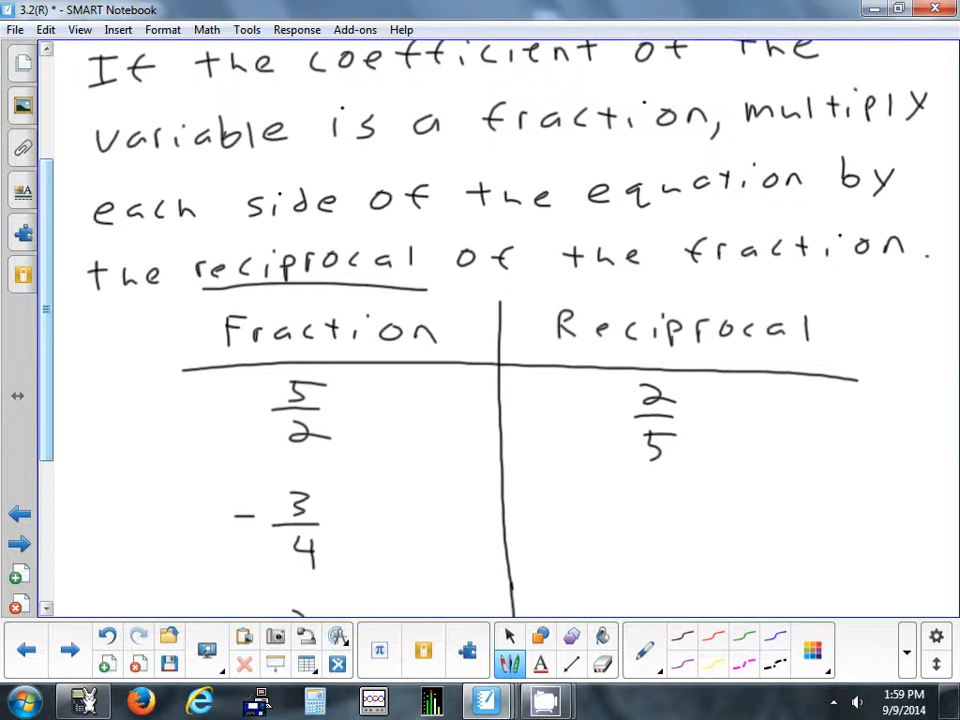 3.2(R) * - SMART Notebook
File Edit View Insert Format Math Tools Response Add-ons Help
If the coefficient of the
variable is a fraction, multiply
each side of the equation by
the reciprocal of the fraction.
Fraction Reciprocal
5/2 2/5
- 3/4
1:59 PM
9/9/2014